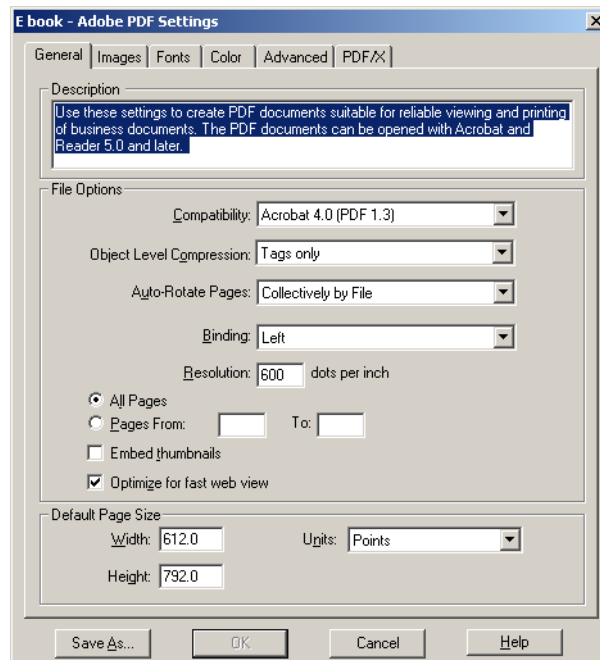 E book - Adobe PDF Settings
General Images Fonts Color Advanced PDF/X
Description
Use these settings to create PDF documents suitable for reliable viewing and printing
of business documents. The PDF documents can be opened with Acrobat and
Reader 5.0 and later.
File Options
Compatibility: Acrobat 4.0 (PDF 1.3)
Object Level Compression: Tags only
Auto-Rotate Pages: Collectively by File
Binding: Left
Resolution: 600 dots per inch
All Pages
Pages From: To:
Embed thumbnails
Optimize for fast web view
Default Page Size
Width: 612.0 Units: Points
Height: 792.0
Save As... OK Cancel Help